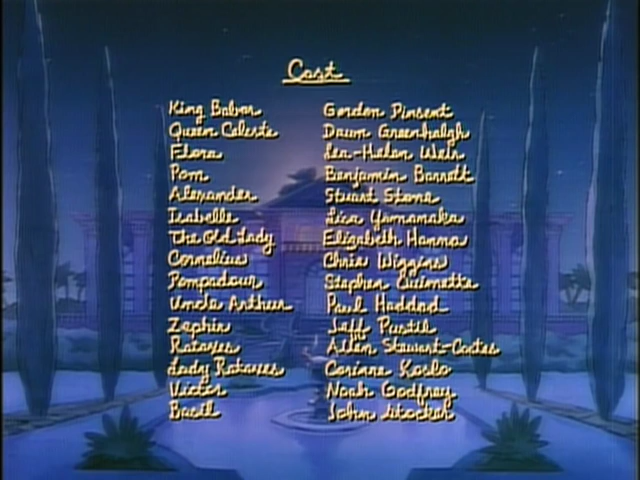 Cast
King Babar Gordon Pinsent
Queen Celeste Dawn Greenhalgh
Flora Lea-Helen Weir
Pom Benjamin Barrett
Alexander Stuart Stone
Isabelle Lisa Yamanaka
The Old Lady Elizabeth Hanna
Cornelius Chris Wiggins
Pompadour Stephen Ouimette
Uncle Arthur Paul Haddad
Zephir Jeff Pustil
Rataxes Allen Stewart-Coates
Lady Rataxes Corinne Koslo
Victor Noah Godfrey
Basil John Stocker